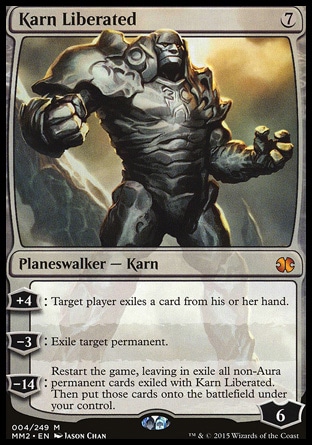 Karn Liberated 7
Planeswalker — Karn
+4 : Target player exiles a card from his or her hand.
−3 : Exile target permanent.
−14 : Restart the game, leaving in exile all non-Aura
permanent cards exiled with Karn Liberated.
Then put those cards onto the battlefield under
your control.
6
004/249 M
MM2 • EN JASON CHAN
™ & © 2015 Wizards of the Coast